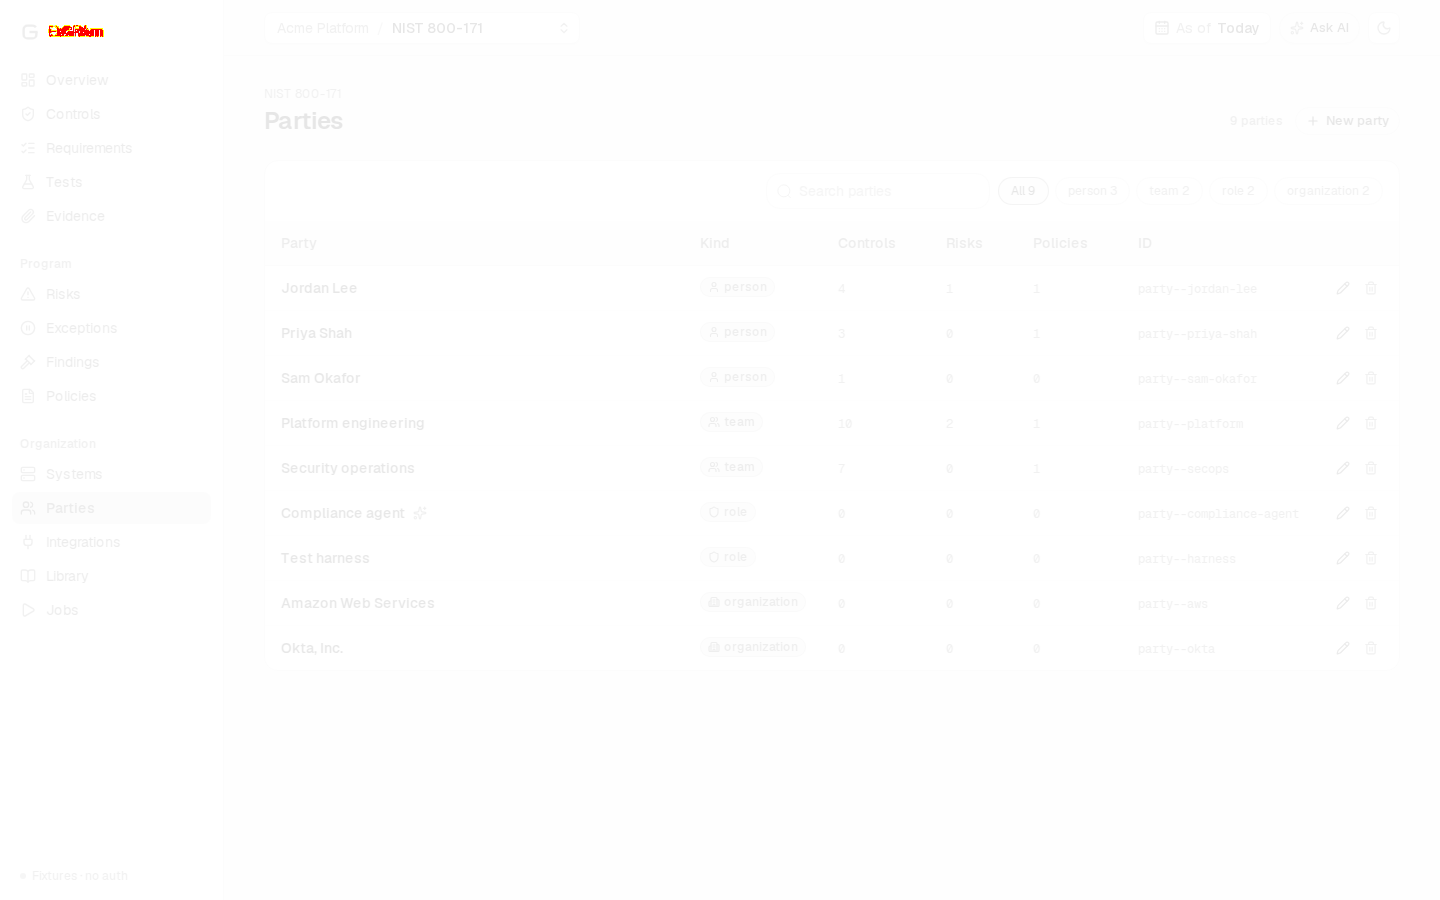 G
Acme Platform / NIST 800-171
As of Today
Ask AI
Overview
Controls
Requirements
Tests
Evidence
Program
Risks
Exceptions
Findings
Policies
Organization
Systems
Parties
Integrations
Library
Jobs
Fixtures · no auth
NIST 800-171
Parties
9 parties
New party
Search parties
All 9
person 3
team 2
role 2
organization 2
Party Kind Controls Risks Policies ID
Jordan Lee person 4 1 1 party--jordan-lee
Priya Shah person 3 0 1 party--priya-shah
Sam Okafor person 1 0 0 party--sam-okafor
Platform engineering team 10 2 1 party--platform
Security operations team 7 0 1 party--secops
Compliance agent role 0 0 0 party--compliance-agent
Test harness role 0 0 0 party--harness
Amazon Web Services organization 0 0 0 party--aws
Okta, Inc. organization 0 0 0 party--okta